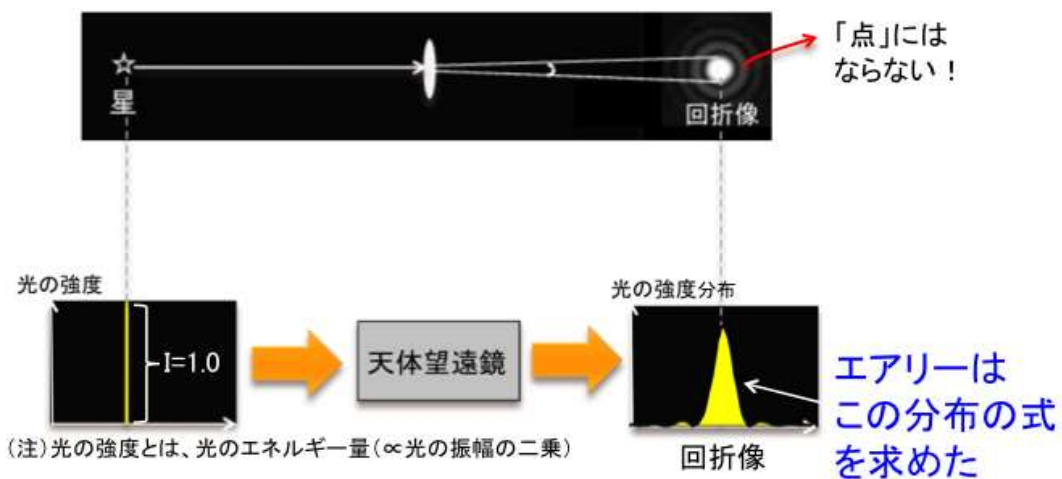 「点」には
ならない！
星
回折像
光の強度
光の強度分布
I=1.0
天体望遠鏡
エアリーは
この分布の式
を求めた
(注)光の強度とは、光のエネルギー量(∝光の振幅の二乗)
回折像